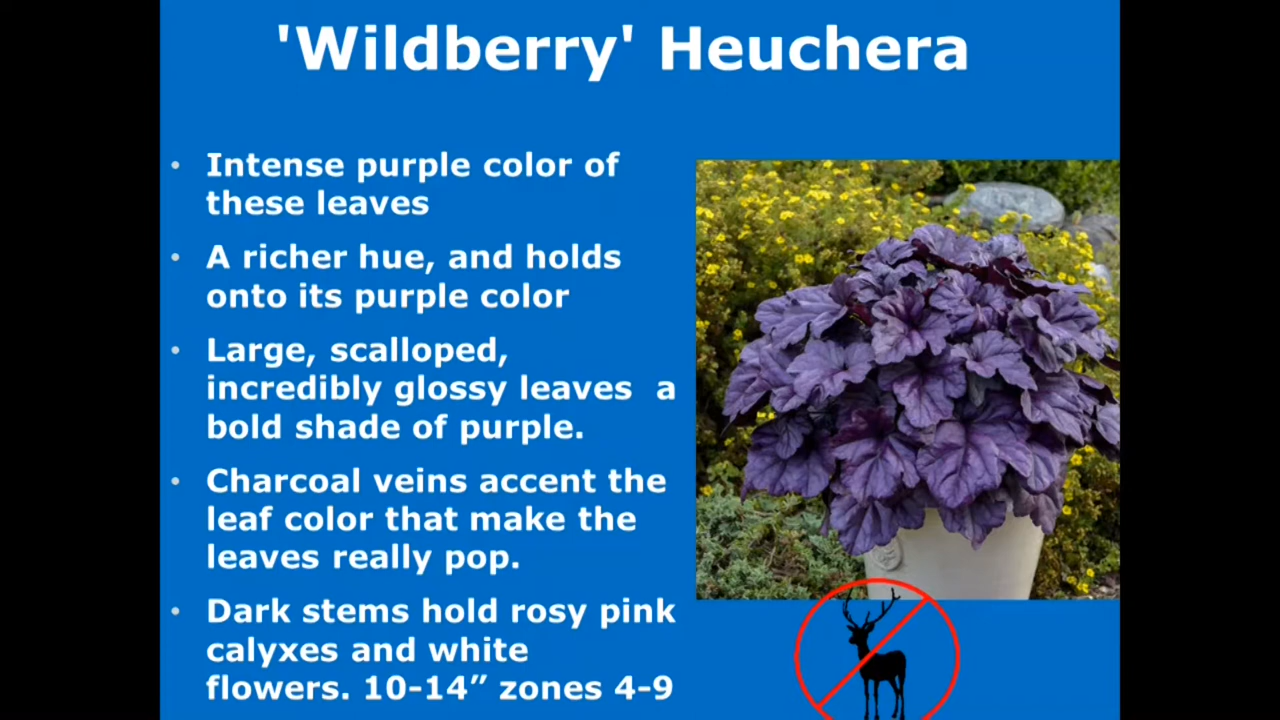 'Wildberry' Heuchera
• Intense purple color of
these leaves
• A richer hue, and holds
onto its purple color
• Large, scalloped,
incredibly glossy leaves  a
bold shade of purple.
• Charcoal veins accent the
leaf color that make the
leaves really pop.
• Dark stems hold rosy pink
calyxes and white
flowers. 10-14” zones 4-9